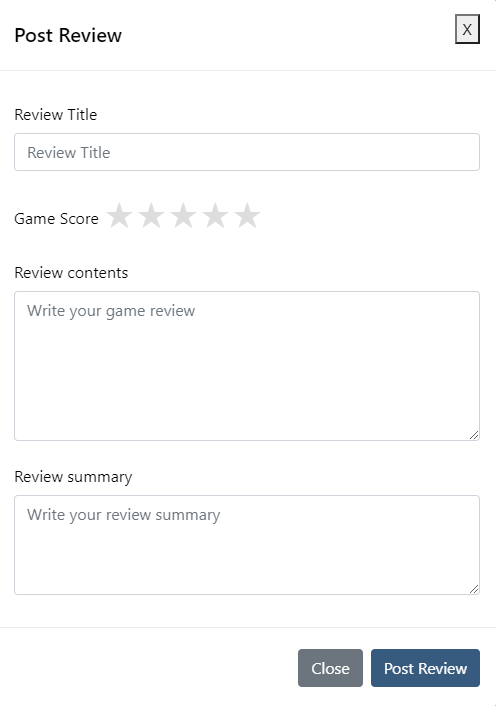 Post Review
X
Review Title
Review Title
Game Score
Review contents
Write your game review
Review summary
Write your review summary
Close Post Review